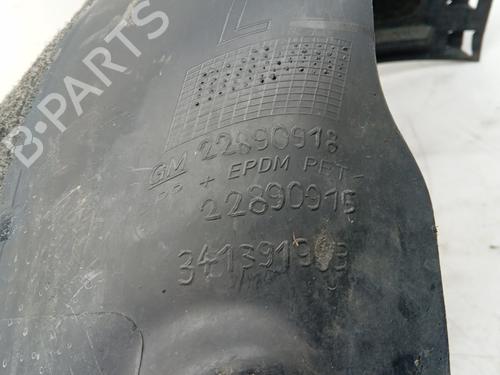 B-PARTS
L
GM 22890918
PP + EPDM PET-
22890915
341391903